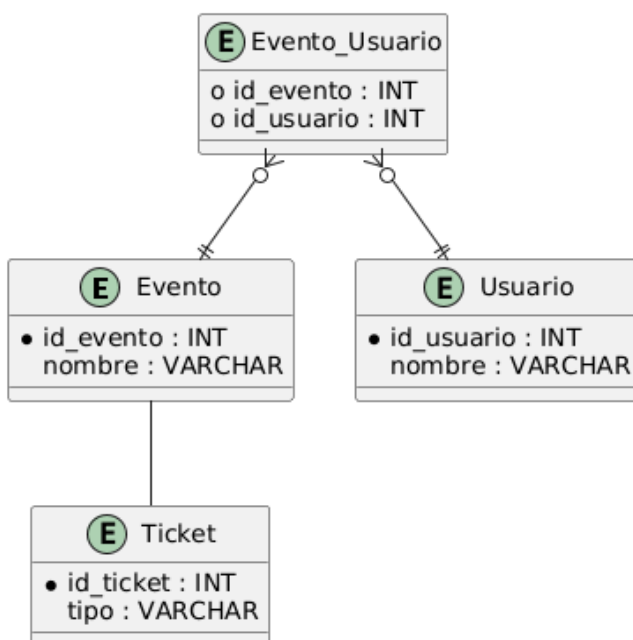 E Evento_Usuario
o id_evento : INT
o id_usuario : INT
E Evento
id_evento : INT
nombre : VARCHAR
E Usuario
id_usuario : INT
nombre : VARCHAR
E Ticket
id_ticket : INT
tipo : VARCHAR